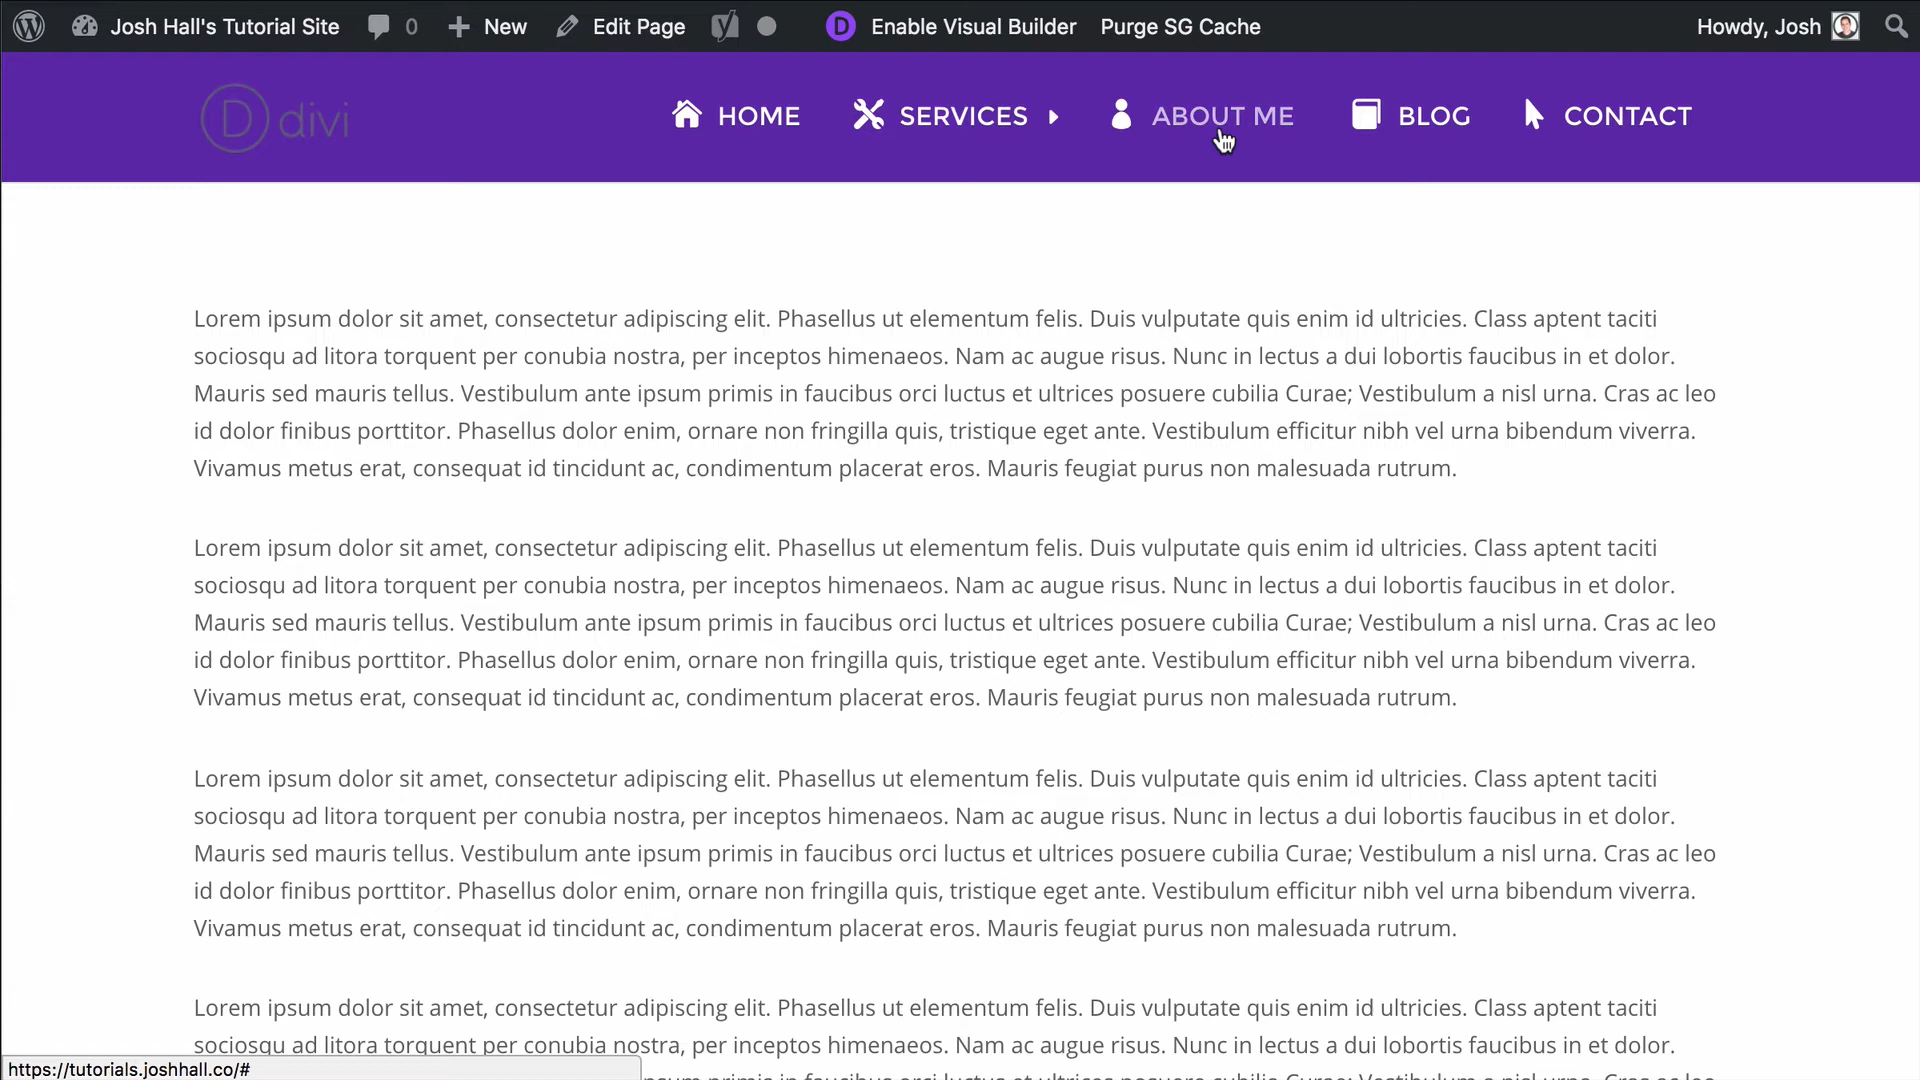 Josh Hall's Tutorial Site 0 New Edit Page Enable Visual Builder Purge SG Cache Howdy, Josh
D divi HOME SERVICES ABOUT ME BLOG CONTACT
Lorem ipsum dolor sit amet, consectetur adipiscing elit. Phasellus ut elementum felis. Duis vulputate quis enim id ultricies. Class aptent taciti
sociosqu ad litora torquent per conubia nostra, per inceptos himenaeos. Nam ac augue risus. Nunc in lectus a dui lobortis faucibus in et dolor.
Mauris sed mauris tellus. Vestibulum ante ipsum primis in faucibus orci luctus et ultrices posuere cubilia Curae; Vestibulum a nisl urna. Cras ac leo
id dolor finibus porttitor. Phasellus dolor enim, ornare non fringilla quis, tristique eget ante. Vestibulum efficitur nibh vel urna bibendum viverra.
Vivamus metus erat, consequat id tincidunt ac, condimentum placerat eros. Mauris feugiat purus non malesuada rutrum.
Lorem ipsum dolor sit amet, consectetur adipiscing elit. Phasellus ut elementum felis. Duis vulputate quis enim id ultricies. Class aptent taciti
sociosqu ad litora torquent per conubia nostra, per inceptos himenaeos. Nam ac augue risus. Nunc in lectus a dui lobortis faucibus in et dolor.
Mauris sed mauris tellus. Vestibulum ante ipsum primis in faucibus orci luctus et ultrices posuere cubilia Curae; Vestibulum a nisl urna. Cras ac leo
id dolor finibus porttitor. Phasellus dolor enim, ornare non fringilla quis, tristique eget ante. Vestibulum efficitur nibh vel urna bibendum viverra.
Vivamus metus erat, consequat id tincidunt ac, condimentum placerat eros. Mauris feugiat purus non malesuada rutrum.
Lorem ipsum dolor sit amet, consectetur adipiscing elit. Phasellus ut elementum felis. Duis vulputate quis enim id ultricies. Class aptent taciti
sociosqu ad litora torquent per conubia nostra, per inceptos himenaeos. Nam ac augue risus. Nunc in lectus a dui lobortis faucibus in et dolor.
Mauris sed mauris tellus. Vestibulum ante ipsum primis in faucibus orci luctus et ultrices posuere cubilia Curae; Vestibulum a nisl urna. Cras ac leo
id dolor finibus porttitor. Phasellus dolor enim, ornare non fringilla quis, tristique eget ante. Vestibulum efficitur nibh vel urna bibendum viverra.
Vivamus metus erat, consequat id tincidunt ac, condimentum placerat eros. Mauris feugiat purus non malesuada rutrum.
Lorem ipsum dolor sit amet, consectetur adipiscing elit. Phasellus ut elementum felis. Duis vulputate quis enim id ultricies. Class aptent taciti
sociosqu ad litora torquent per conubia nostra, per inceptos himenaeos. Nam ac augue risus. Nunc in lectus a dui lobortis faucibus in et dolor.
https://tutorials.joshhall.co/#